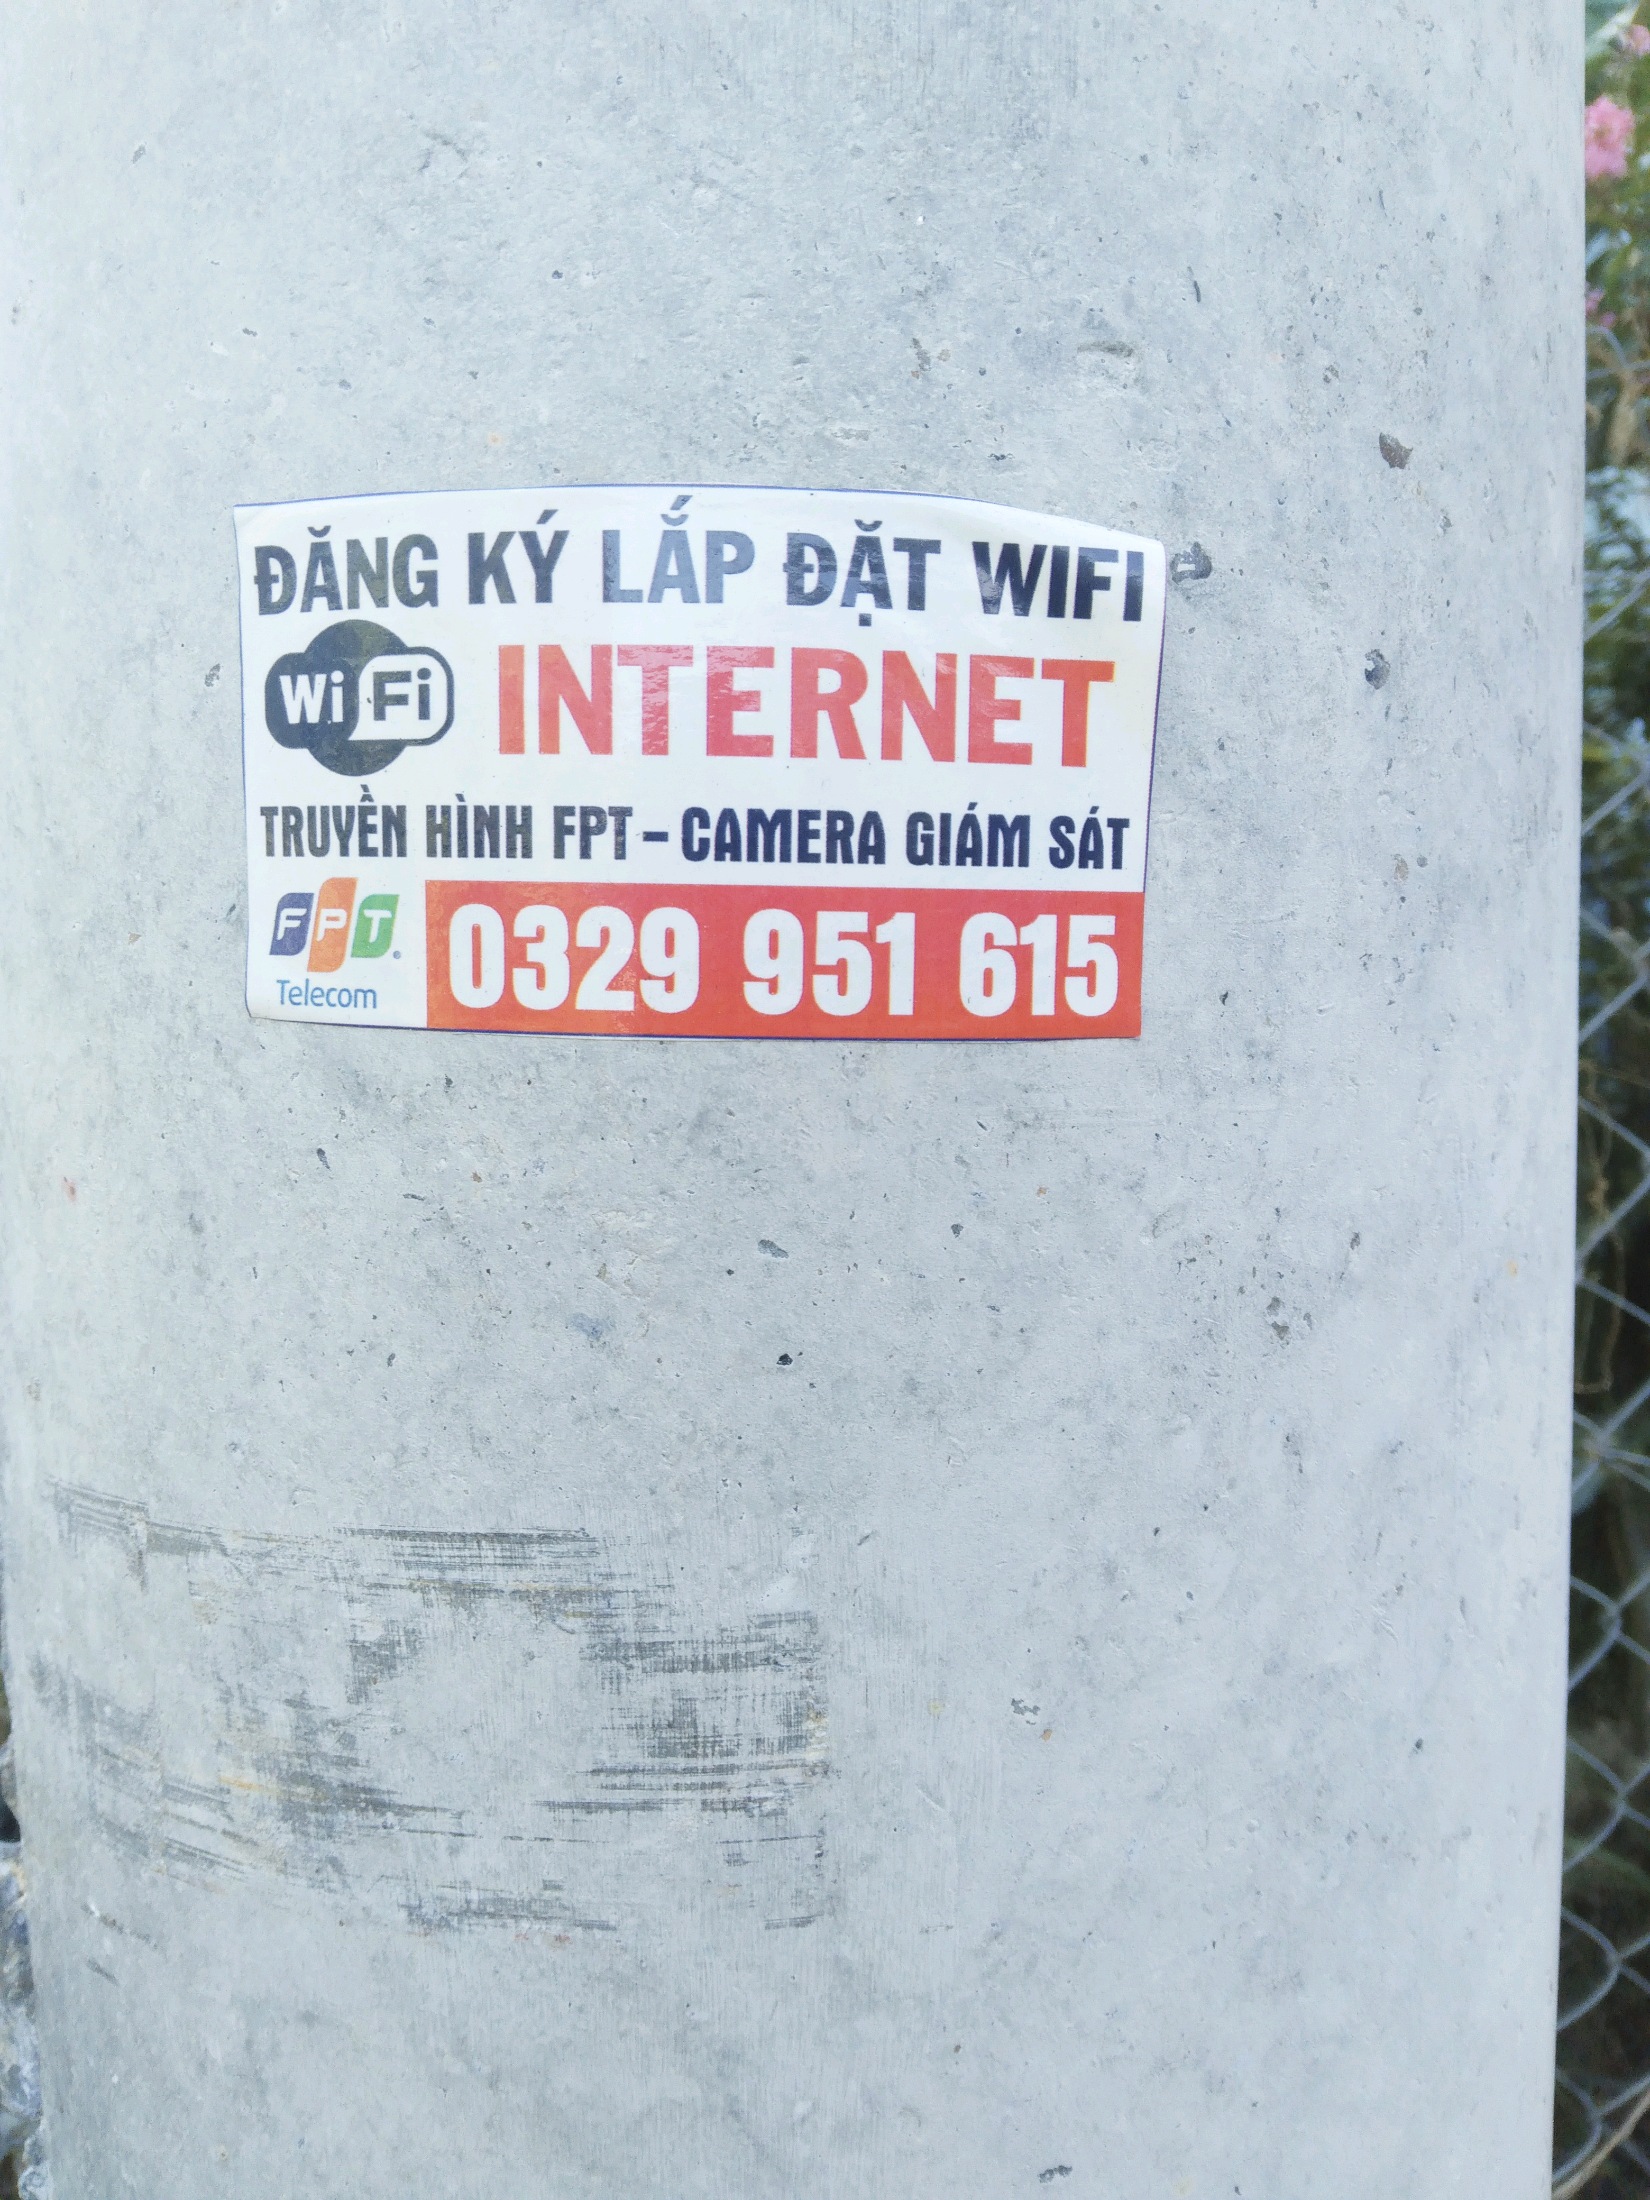 ĐĂNG KÝ LẮP ĐẶT WIFI
Wi Fi INTERNET
TRUYỀN HÌNH FPT – CAMERA GIÁM SÁT
FPT 0329 951 615
Telecom